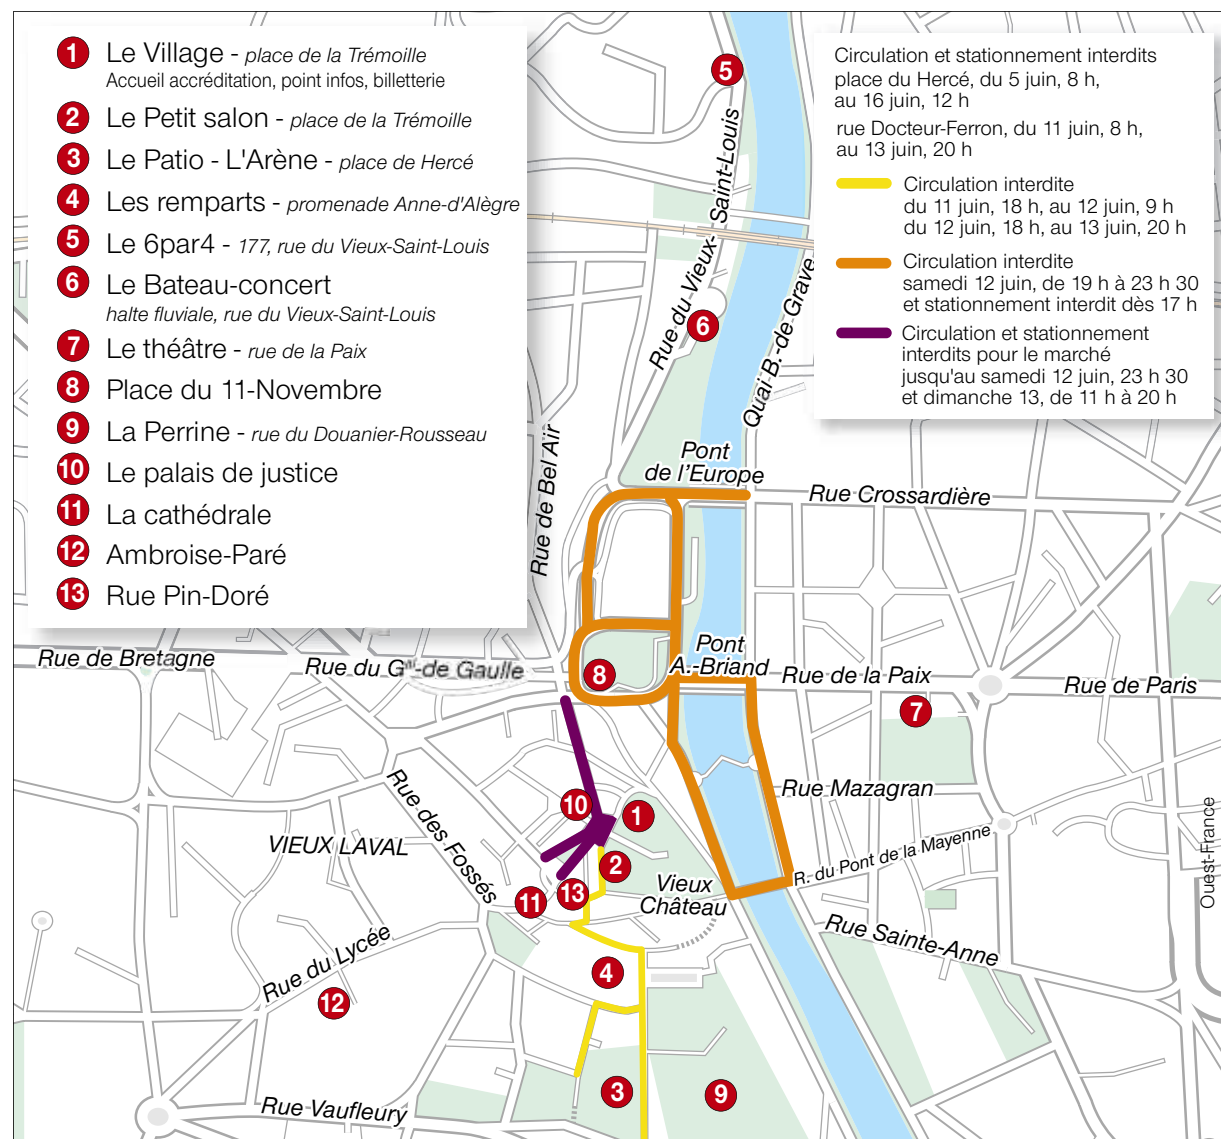 1 Le Village - place de la Trémoille
Accueil accréditation, point infos, billetterie
2 Le Petit salon - place de la Trémoille
3 Le Patio - L'Arène - place de Hercé
4 Les remparts - promenade Anne-d'Alègre
5 Le 6par4 - 177, rue du Vieux-Saint-Louis
6 Le Bateau-concert
halte fluviale, rue du Vieux-Saint-Louis
7 Le théâtre - rue de la Paix
8 Place du 11-Novembre
9 La Perrine - rue du Douanier-Rousseau
10 Le palais de justice
11 La cathédrale
12 Ambroise-Paré
13 Rue Pin-Doré
Circulation et stationnement interdits
place du Hercé, du 5 juin, 8 h,
au 16 juin, 12 h
rue Docteur-Ferron, du 11 juin, 8 h,
au 13 juin, 20 h
Circulation interdite
du 11 juin, 18 h, au 12 juin, 9 h
du 12 juin, 18 h, au 13 juin, 20 h
Circulation interdite
samedi 12 juin, de 19 h à 23 h 30
et stationnement interdit dès 17 h
Circulation et stationnement
interdits pour le marché
jusqu'au samedi 12 juin, 23 h 30
et dimanche 13, de 11 h à 20 h
5
Rue du Vieux- Saint-Louis
6
Quai B.-de-Grave
Rue de Bel Aïr
Pont
de l'Europe
Rue Crossardière
Rue de Bretagne
Rue du Gal-de Gaulle
8
Pont
A.-Briand
Rue de la Paix
Rue de Paris
7
Rue des Fossés
10
1
Rue Mazagran
VIEUX LAVAL
2
R. du Pont de la Mayenne
Vieux
Château
11
13
Rue Sainte-Anne
Rue du Lycée
12
4
3
9
Rue Vaufleury
Ouest-France